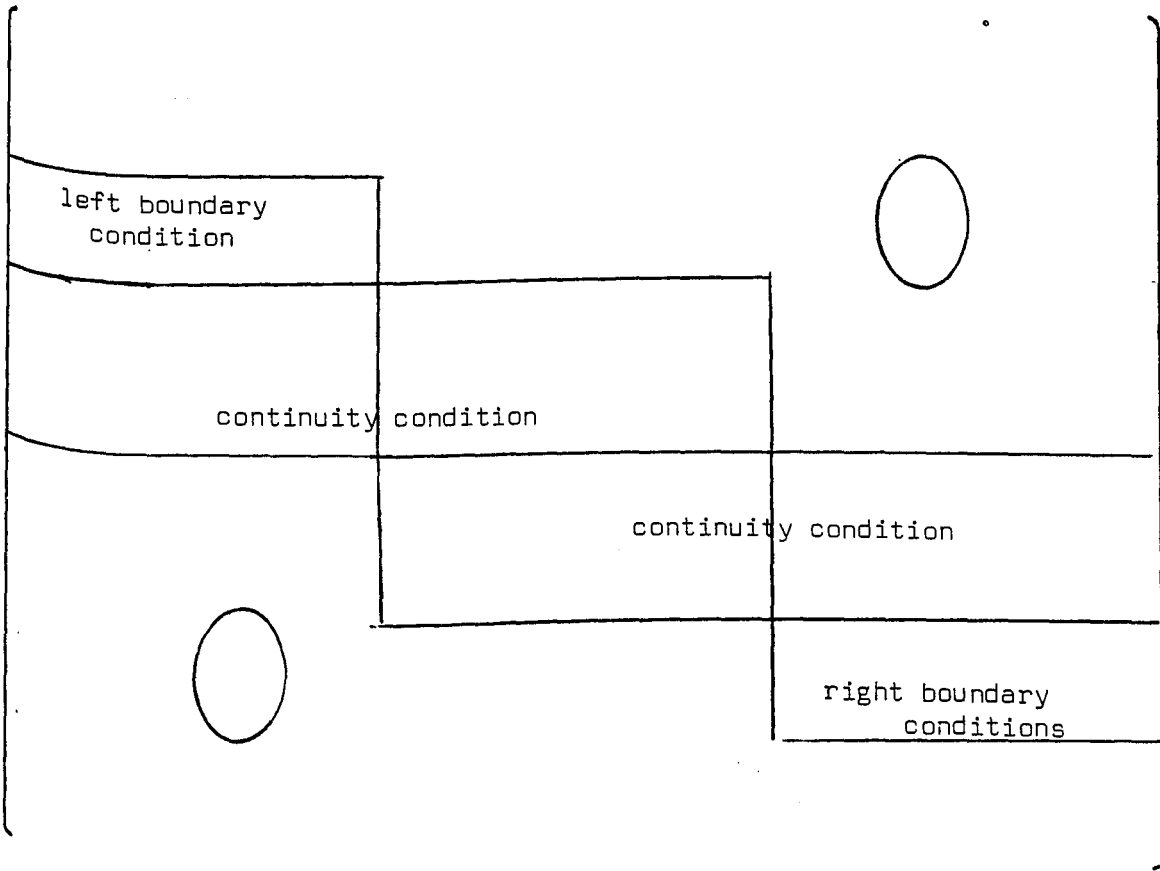 left boundary
condition
continuity condition
continuity condition
right boundary
conditions